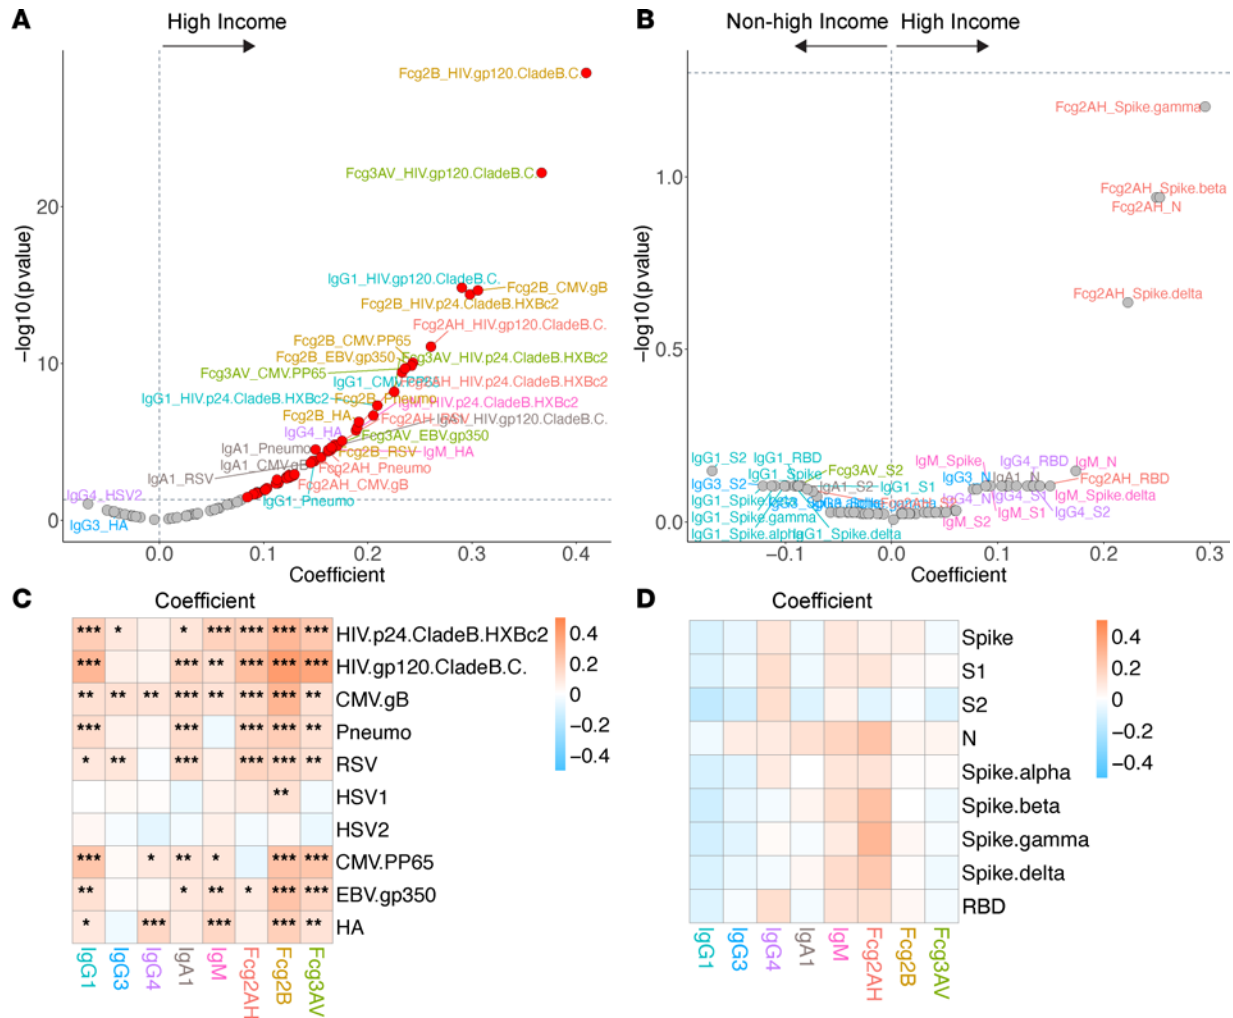 A
High Income
Fcg2B_HIV.gp120.CladeB.C.
Fcg3AV_HIV.gp120.CladeB.C.
20
IgG1_HIV.gp120.CladeB.C.
Fcg2B_CMV.gB
Fcg2B_HIV.p24.CladeB.HXBc2
Fcg2AH_HIV.gp120.CladeB.C.
Fcg2B_CMV.PP65
Fcg2B_EBV.gp350
Fcg3AV_HIV.p24.CladeB.HXBc2
Fcg3AV_CMV.PP65
IgG1_CMV.PP65
Fcg2AH_HIV.p24.CladeB.HXBc2
IgG1_HIV.p24.CladeB.HXBc2
Fcg2B_Pneumo
IgM_HIV.p24.CladeB.HXBc2
Fcg2B_HA
Fcg2AH_RSV
IgA1_HIV.gp120.CladeB.C.
IgG4_HA
Fcg3AV_EBV.gp350
IgA1_Pneumo
Fcg2B_RSV
IgM_HA
IgA1_CMV.gB
Fcg2AH_Pneumo
IgA1_RSV
Fcg2AH_CMV.gB
IgG4_HSV2
IgG1_Pneumo
IgG3_HA
10
0
−log10 (p value)
0.0 0.1 0.2 0.3 0.4
Coefficient
B
Non-high Income High Income
Fcg2AH_Spike.gamma
1.0
Fcg2AH_Spike.beta
Fcg2AH_N
Fcg2AH_Spike.delta
0.5
−log10 (p value)
IgG1_S2 IgG1_RBD
IgG1_Spike
Fcg3AV_S2
IgM_Spike
IgG4_RBD
IgM_N
IgG3_S2
IgA1_S2
IgG1_S1
IgG3_N
IgA1_N
Fcg2AH_RBD
IgG1_Spike.beta
Fcg2AH_S2
IgG4_N
IgG4_S1
IgM_Spike.delta
IgG1_Spike.gamma
IgM_S1
IgG4_S2
IgG1_Spike.alpha
IgG1_Spike.delta
IgM_S2
0.0
−0.1 0.0 0.1 0.2 0.3
Coefficient
C
Coefficient
*** * * *** *** *** *** HIV.p24.CladeB.HXBc2
*** *** ** *** *** *** HIV.gp120.CladeB.C.
** ** ** *** ** *** *** ** CMV.gB
*** *** *** *** ** Pneumo
* ** *** *** *** ** RSV
** HSV1
HSV2
*** * ** * *** *** CMV.PP65
** * ** * *** *** EBV.gp350
* *** *** *** ** HA
IgG1 IgG3 IgG4 IgA1 IgM Fcg2AH Fcg2B Fcg3AV
0.4
0.2
0
−0.2
−0.4
D
Coefficient
Spike
S1
S2
N
Spike.alpha
Spike.beta
Spike.gamma
Spike.delta
RBD
IgG1 IgG3 IgG4 IgA1 IgM Fcg2AH Fcg2B Fcg3AV
0.4
0.2
0
−0.2
−0.4